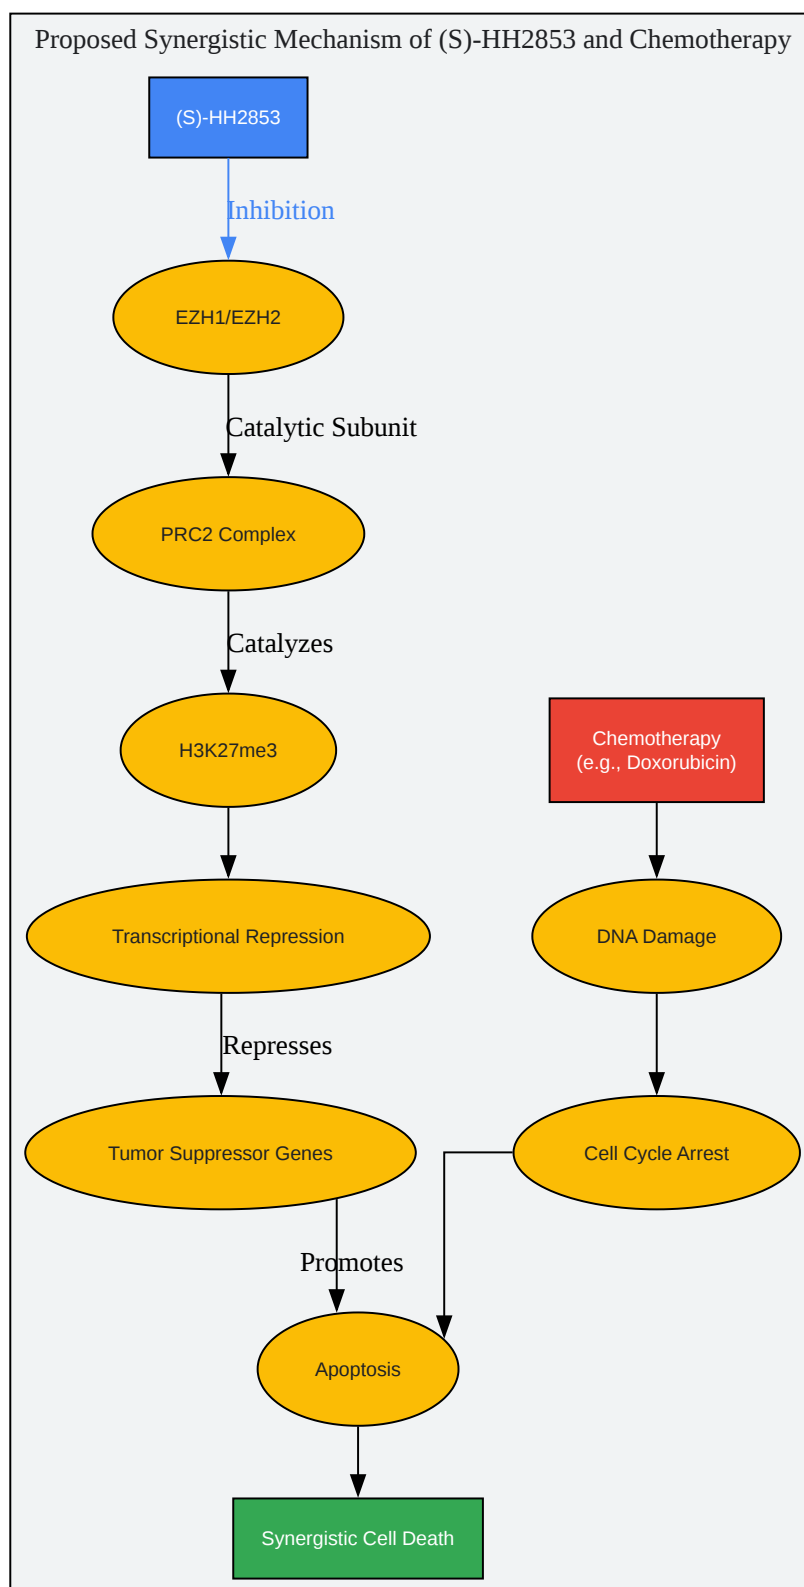 Proposed Synergistic Mechanism of (S)-HH2853 and Chemotherapy
(S)-HH2853
Inhibition
EZH1/EZH2
Catalytic Subunit
PRC2 Complex
Catalyzes
H3K27me3
Chemotherapy
(e.g., Doxorubicin)
Transcriptional Repression
DNA Damage
Represses
Tumor Suppressor Genes
Cell Cycle Arrest
Promotes
Apoptosis
Synergistic Cell Death